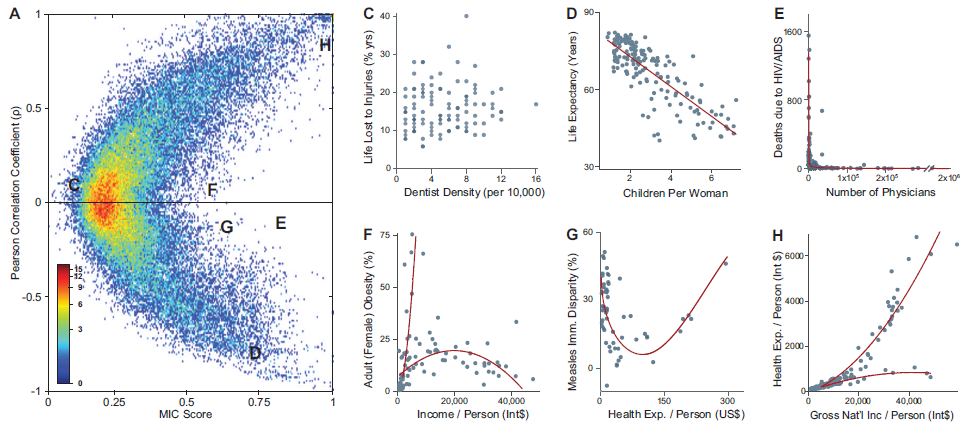 A
1
0.5
0
-0.5
-1
Pearson Correlation Coefficient (ρ)
H
C
F
G
E
D
15
12
9
6
3
0
0 0.25 0.5 0.75 1
MIC Score
C
40
30
20
10
0
Life Lost to Injuries (% yrs)
0 4 8 12 16
Dentist Density (per 10,000)
D
90
60
30
Life Expectancy (Years)
2 4 6
Children Per Woman
E
1600
800
0
Deaths due to HIV/AIDS
0 1x10⁵ 2x10⁵ 2x10⁶
Number of Physicians
F
75
50
25
0
Adult (Female) Obesity (%)
0 20,000 40,000
Income / Person (Int$)
G
60
30
0
Measles Imm. Disparity (%)
0 150 300
Health Exp. / Person (US$)
H
6000
4000
2000
0
Health Exp. / Person (Int $)
0 20,000 40,000
Gross Nat'l Inc / Person (Int$)